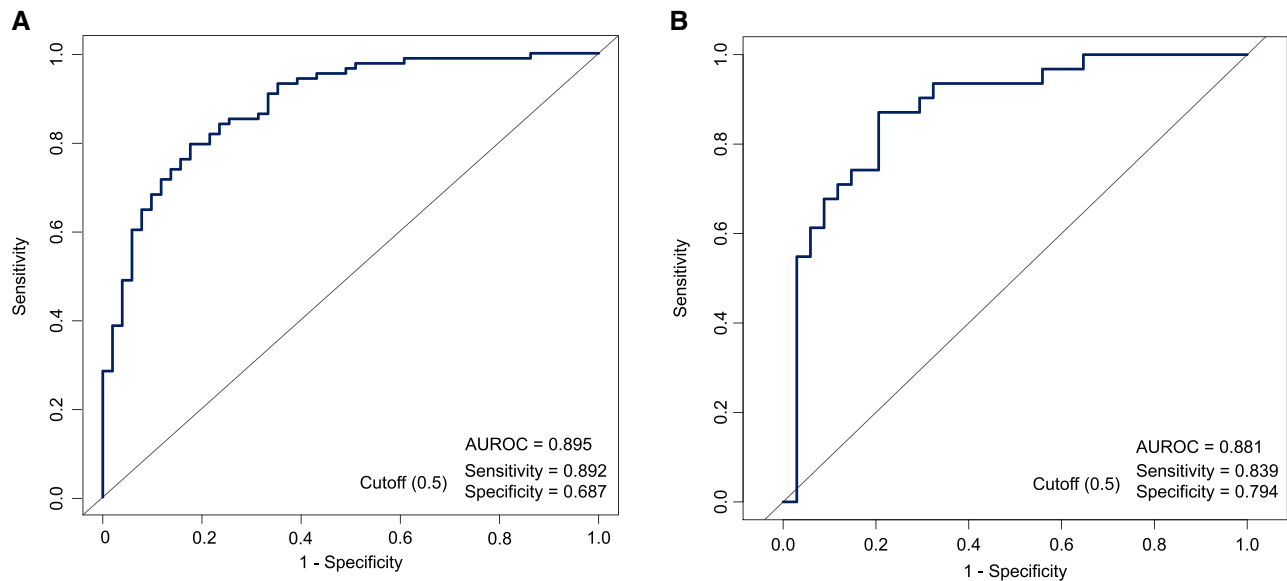 A
1.0
0.8
0.6
0.4
0.2
0.0
Sensitivity
AUROC = 0.895
Cutoff (0.5)
Sensitivity = 0.892
Specificity = 0.687
0
0.2
0.4
0.6
0.8
1.0
1 - Specificity
B
1.0
0.8
0.6
0.4
0.2
0.0
Sensitivity
AUROC = 0.881
Cutoff (0.5)
Sensitivity = 0.839
Specificity = 0.794
0.0
0.2
0.4
0.6
0.8
1.0
1 - Specificity